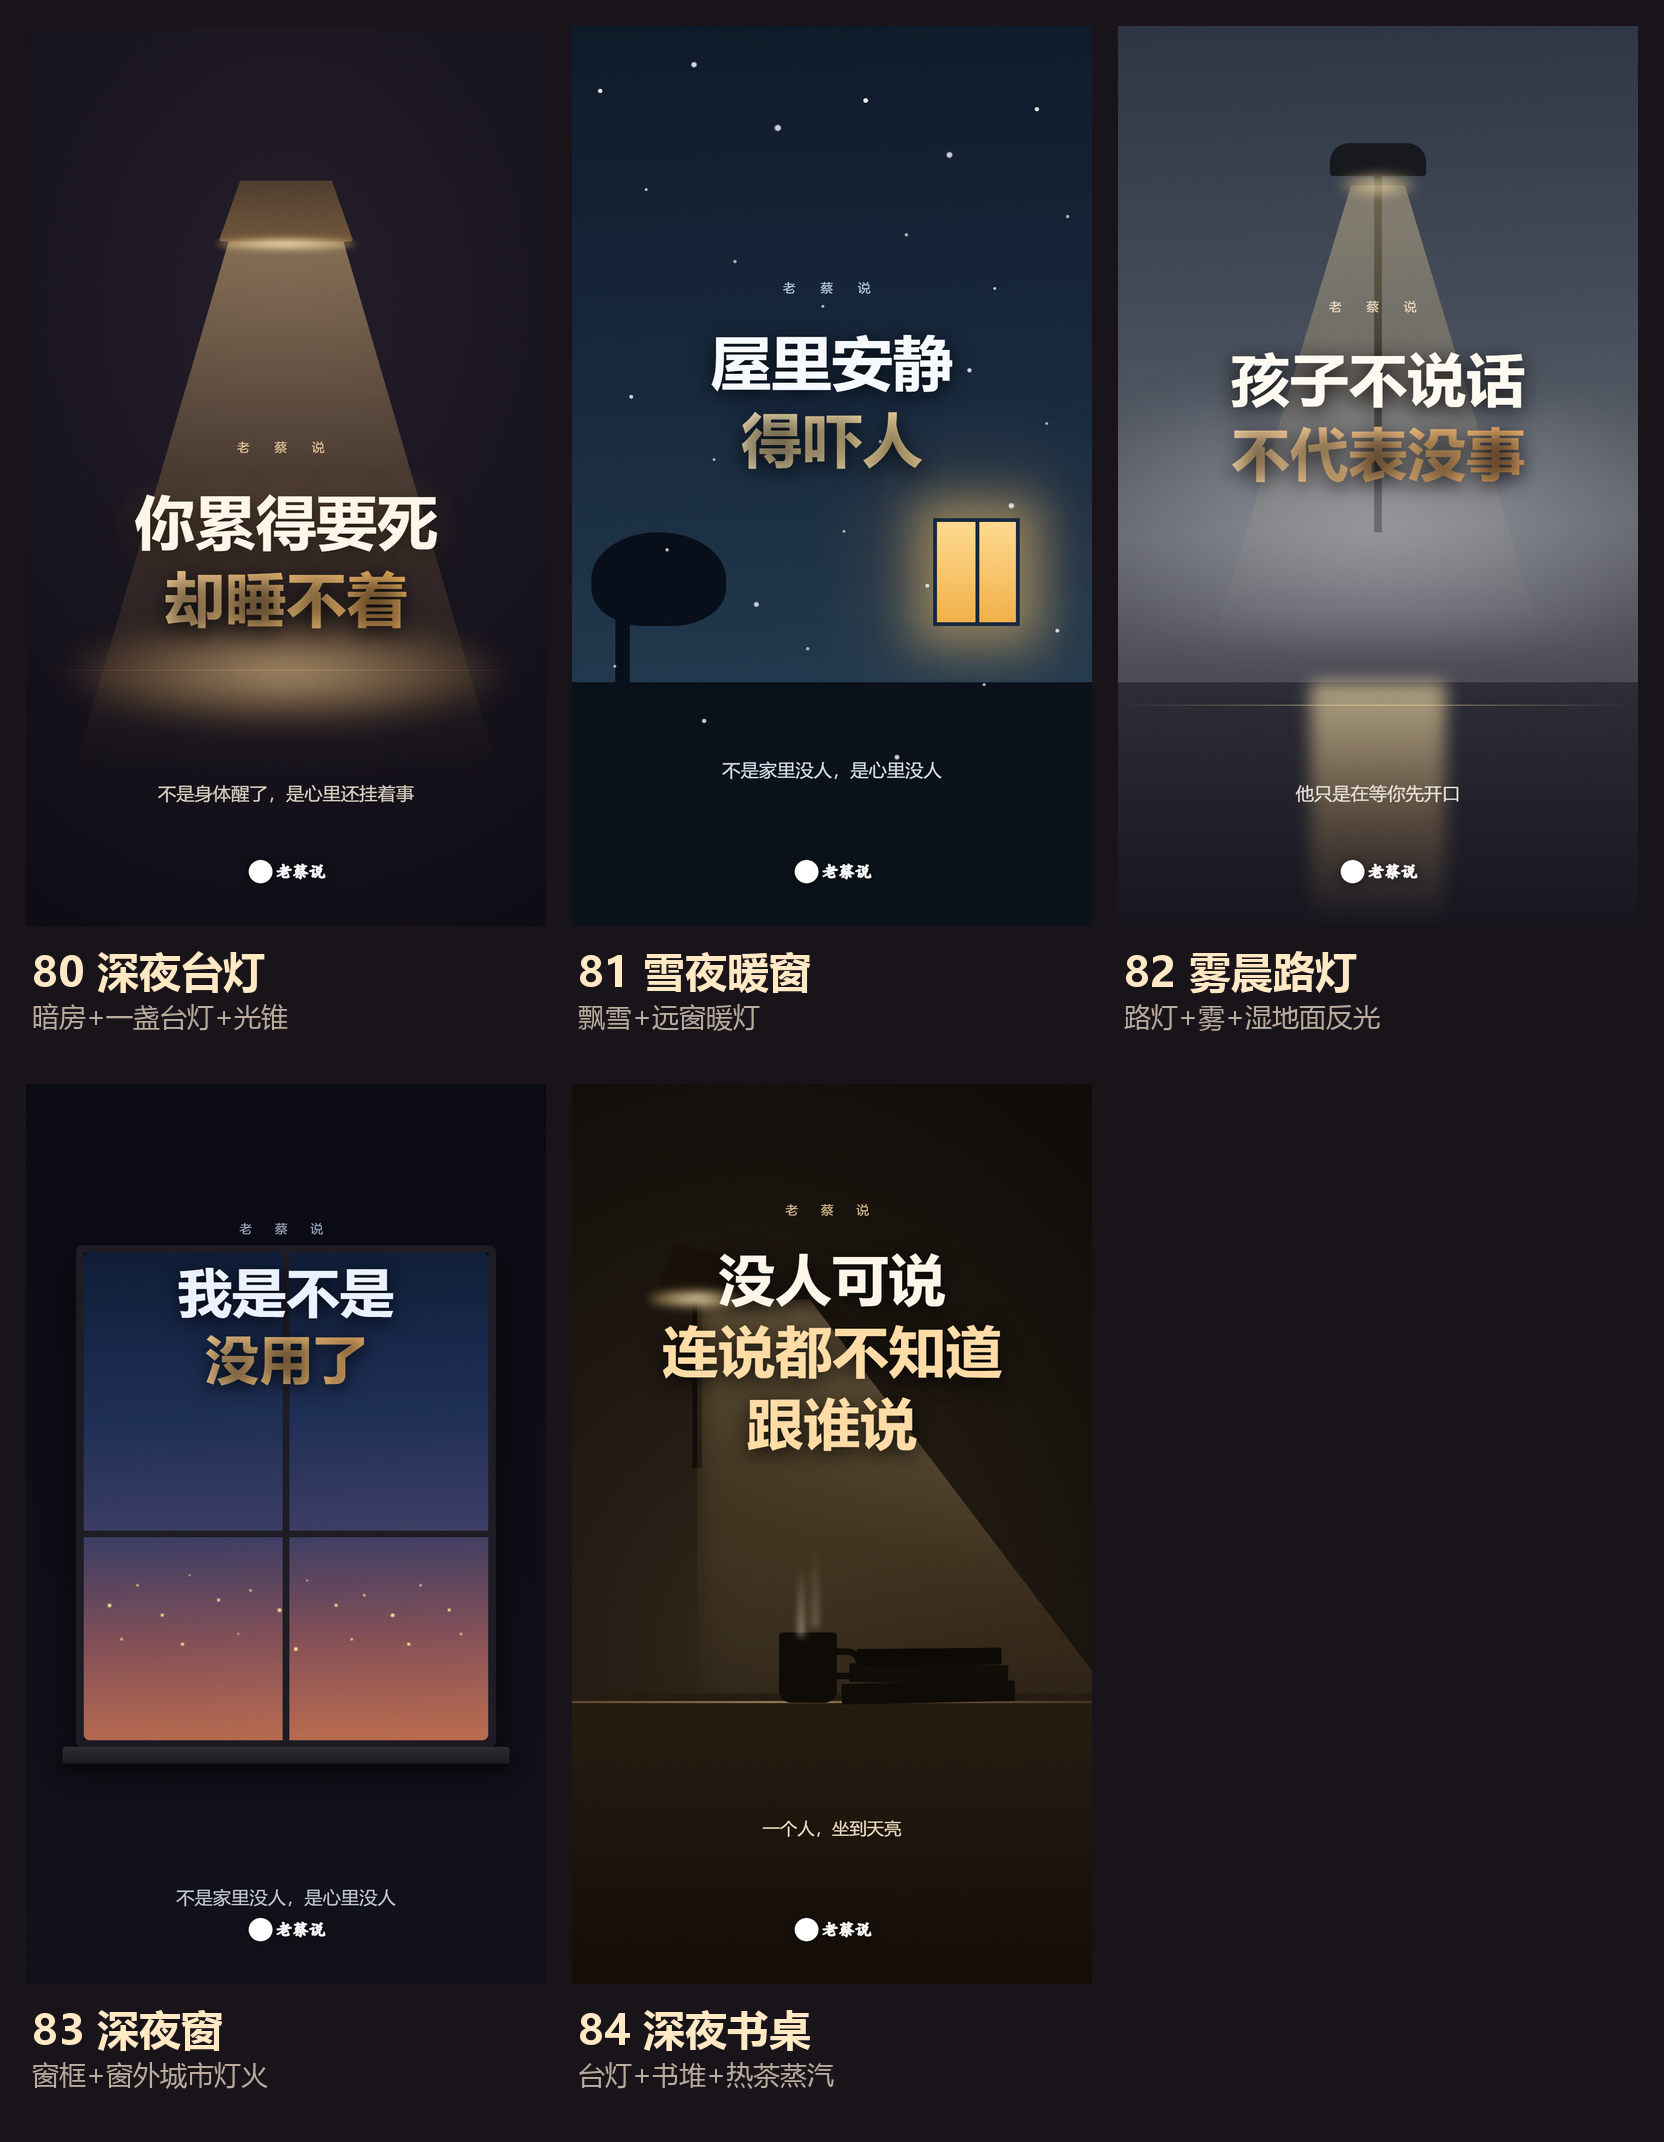 老 蔡 说
你累得要死
却睡不着
不是身体醒了，是心里还挂着事
老蔡说
80 深夜台灯
暗房+一盏台灯+光锥
老 蔡 说
屋里安静
得吓人
不是家里没人，是心里没人
老蔡说
81 雪夜暖窗
飘雪+远窗暖灯
老 蔡 说
孩子不说话
不代表没事
他只是在等你先开口
老蔡说
82 雾晨路灯
路灯+雾+湿地面反光
老 蔡 说
我是不是
没用了
不是家里没人，是心里没人
老蔡说
83 深夜窗
窗框+窗外城市灯火
老 蔡 说
没人可说
连说都不知道
跟谁说
一个人，坐到天亮
老蔡说
84 深夜书桌
台灯+书堆+热茶蒸汽